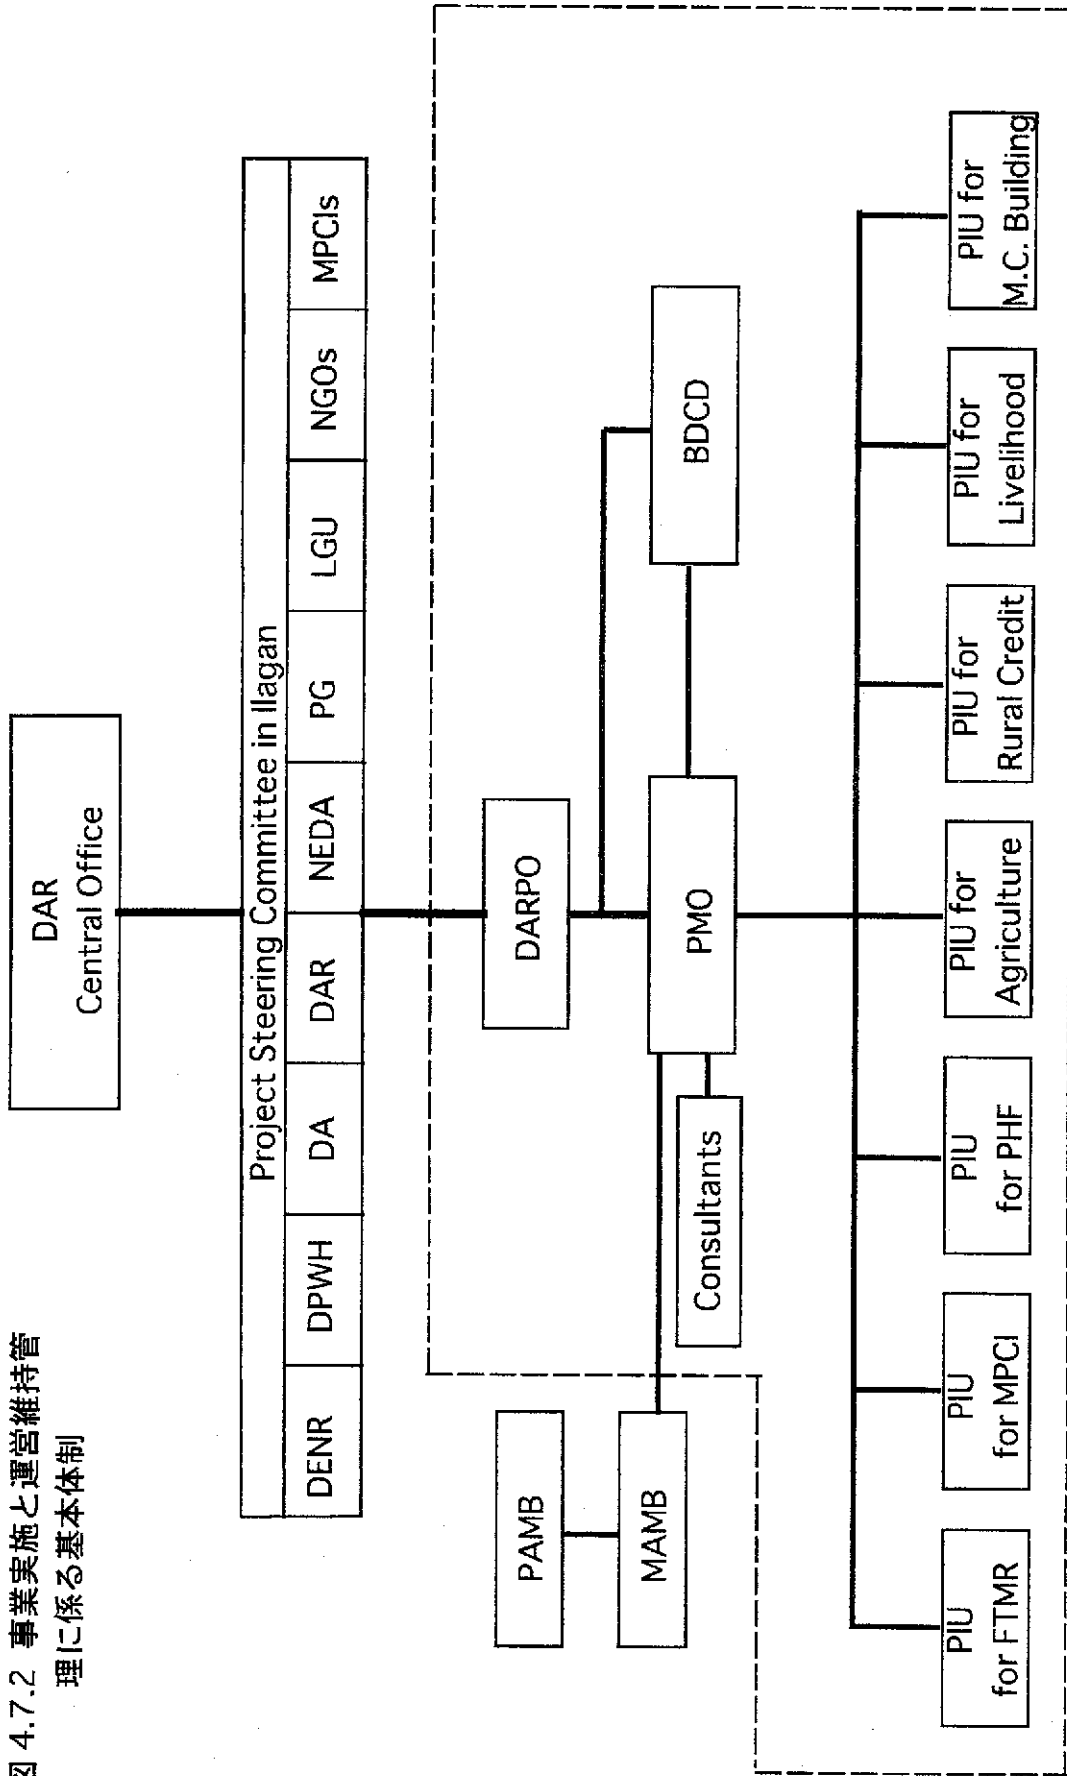 図 4.7.2 事業実施と運営維持管
理に係る基本体制
DAR
Central Office
Project Steering Committee in Ilagan
DENR
DPWH
DA
DAR
NEDA
PG
LGU
NGOs
MPCIs
DARPO
PAMB
MAMB
PMO
BDCD
Consultants
PIU
for FTMR
PIU
for MPCI
PIU
for PHF
PIU for
Agriculture
PIU for
Rural Credit
PIU for
Livelihood
PIU for
M.C. Building